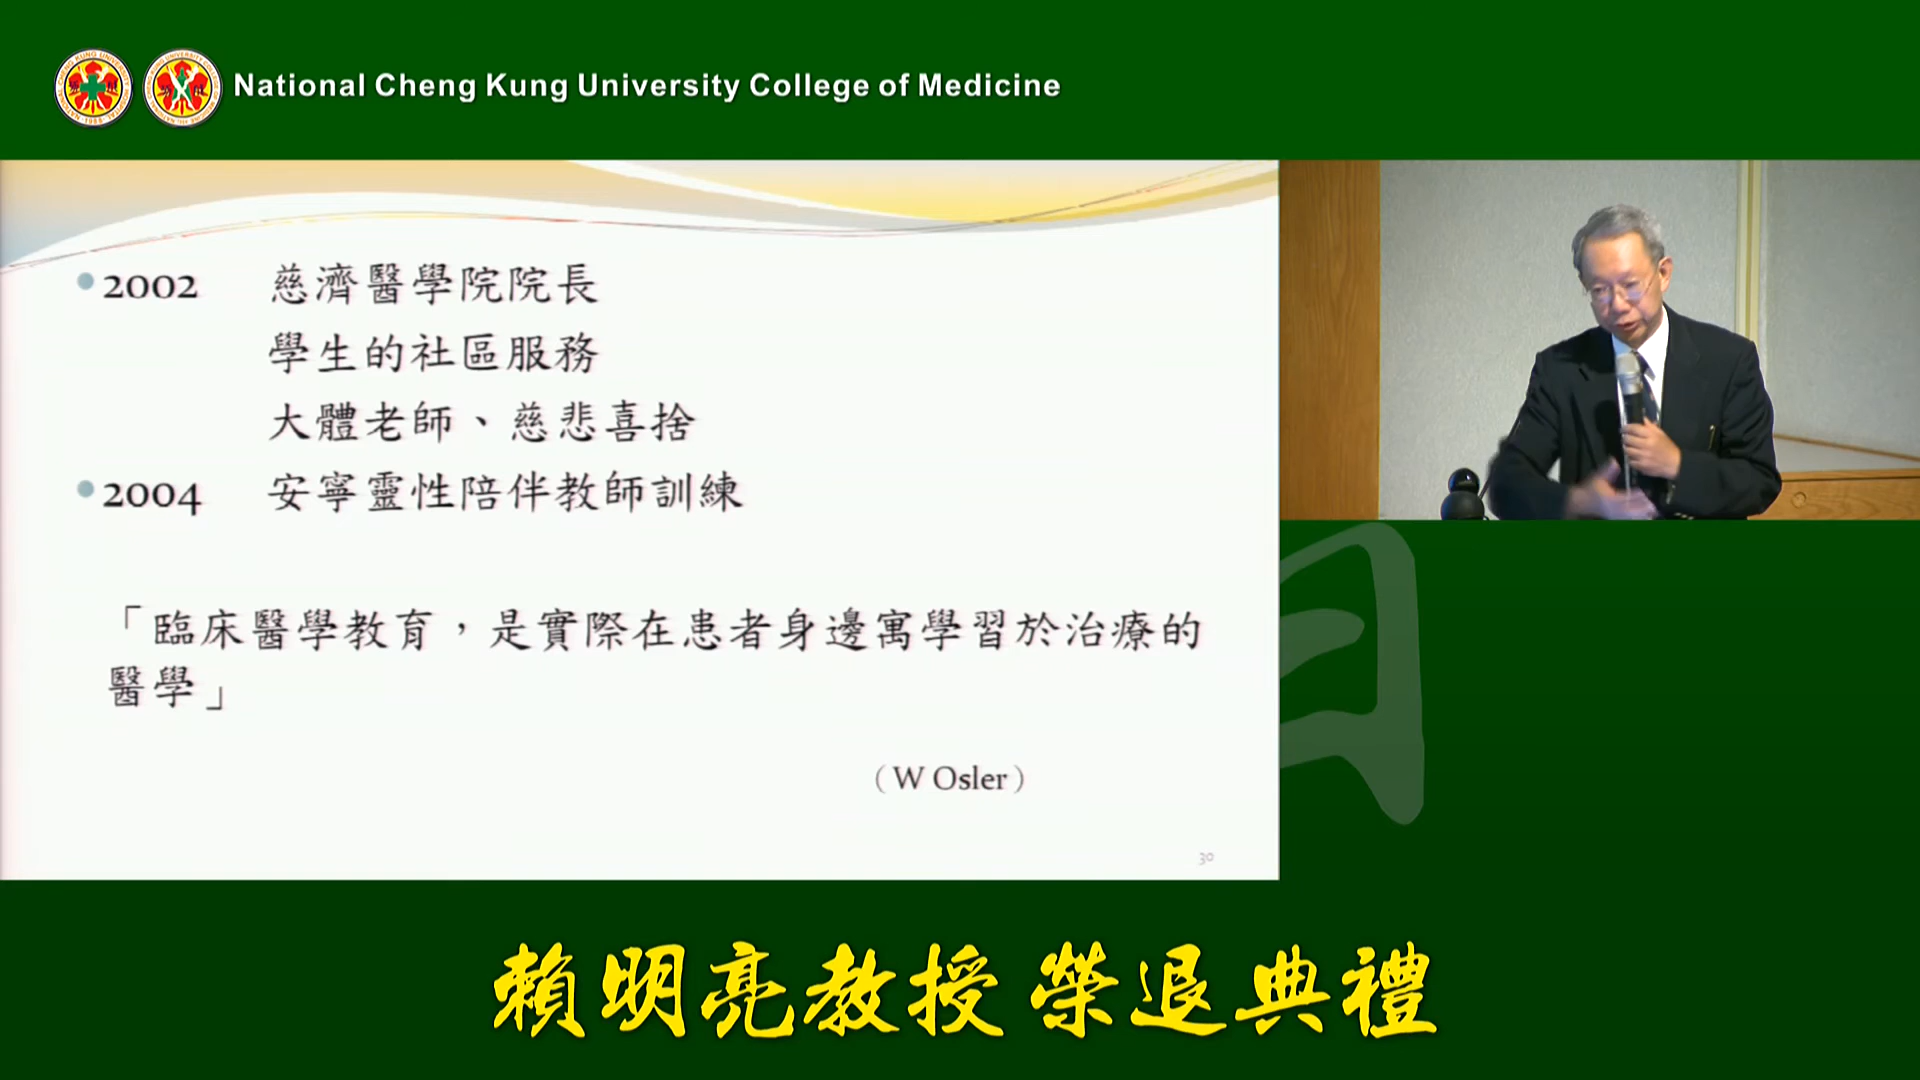 National Cheng Kung University College of Medicine
2002 慈濟醫學院院長
學生的社區服務
大體老師、慈悲喜捨
2004 安寧靈性陪伴教師訓練
「臨床醫學教育，是實際在患者身邊寓學習於治療的
醫學」
（W Osler）
30
賴明亮教授 榮退典禮